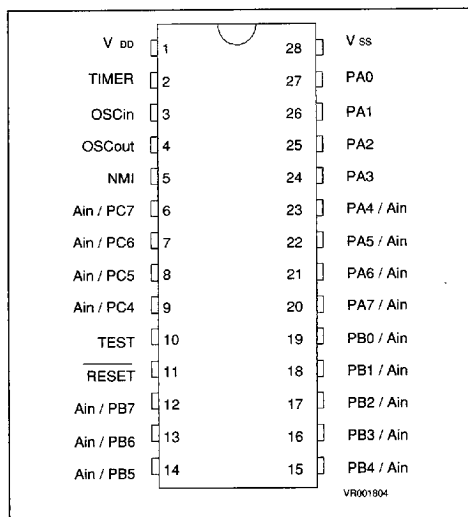 V DD 1 28 V SS
TIMER 2 27 PA0
OSCin 3 26 PA1
OSCout 4 25 PA2
NMI 5 24 PA3
Ain / PC7 6 23 PA4 / Ain
Ain / PC6 7 22 PA5 / Ain
Ain / PC5 8 21 PA6 / Ain
Ain / PC4 9 20 PA7 / Ain
TEST 10 19 PB0 / Ain
RESET 11 18 PB1 / Ain
Ain / PB7 12 17 PB2 / Ain
Ain / PB6 13 16 PB3 / Ain
Ain / PB5 14 15 PB4 / Ain
VR001804